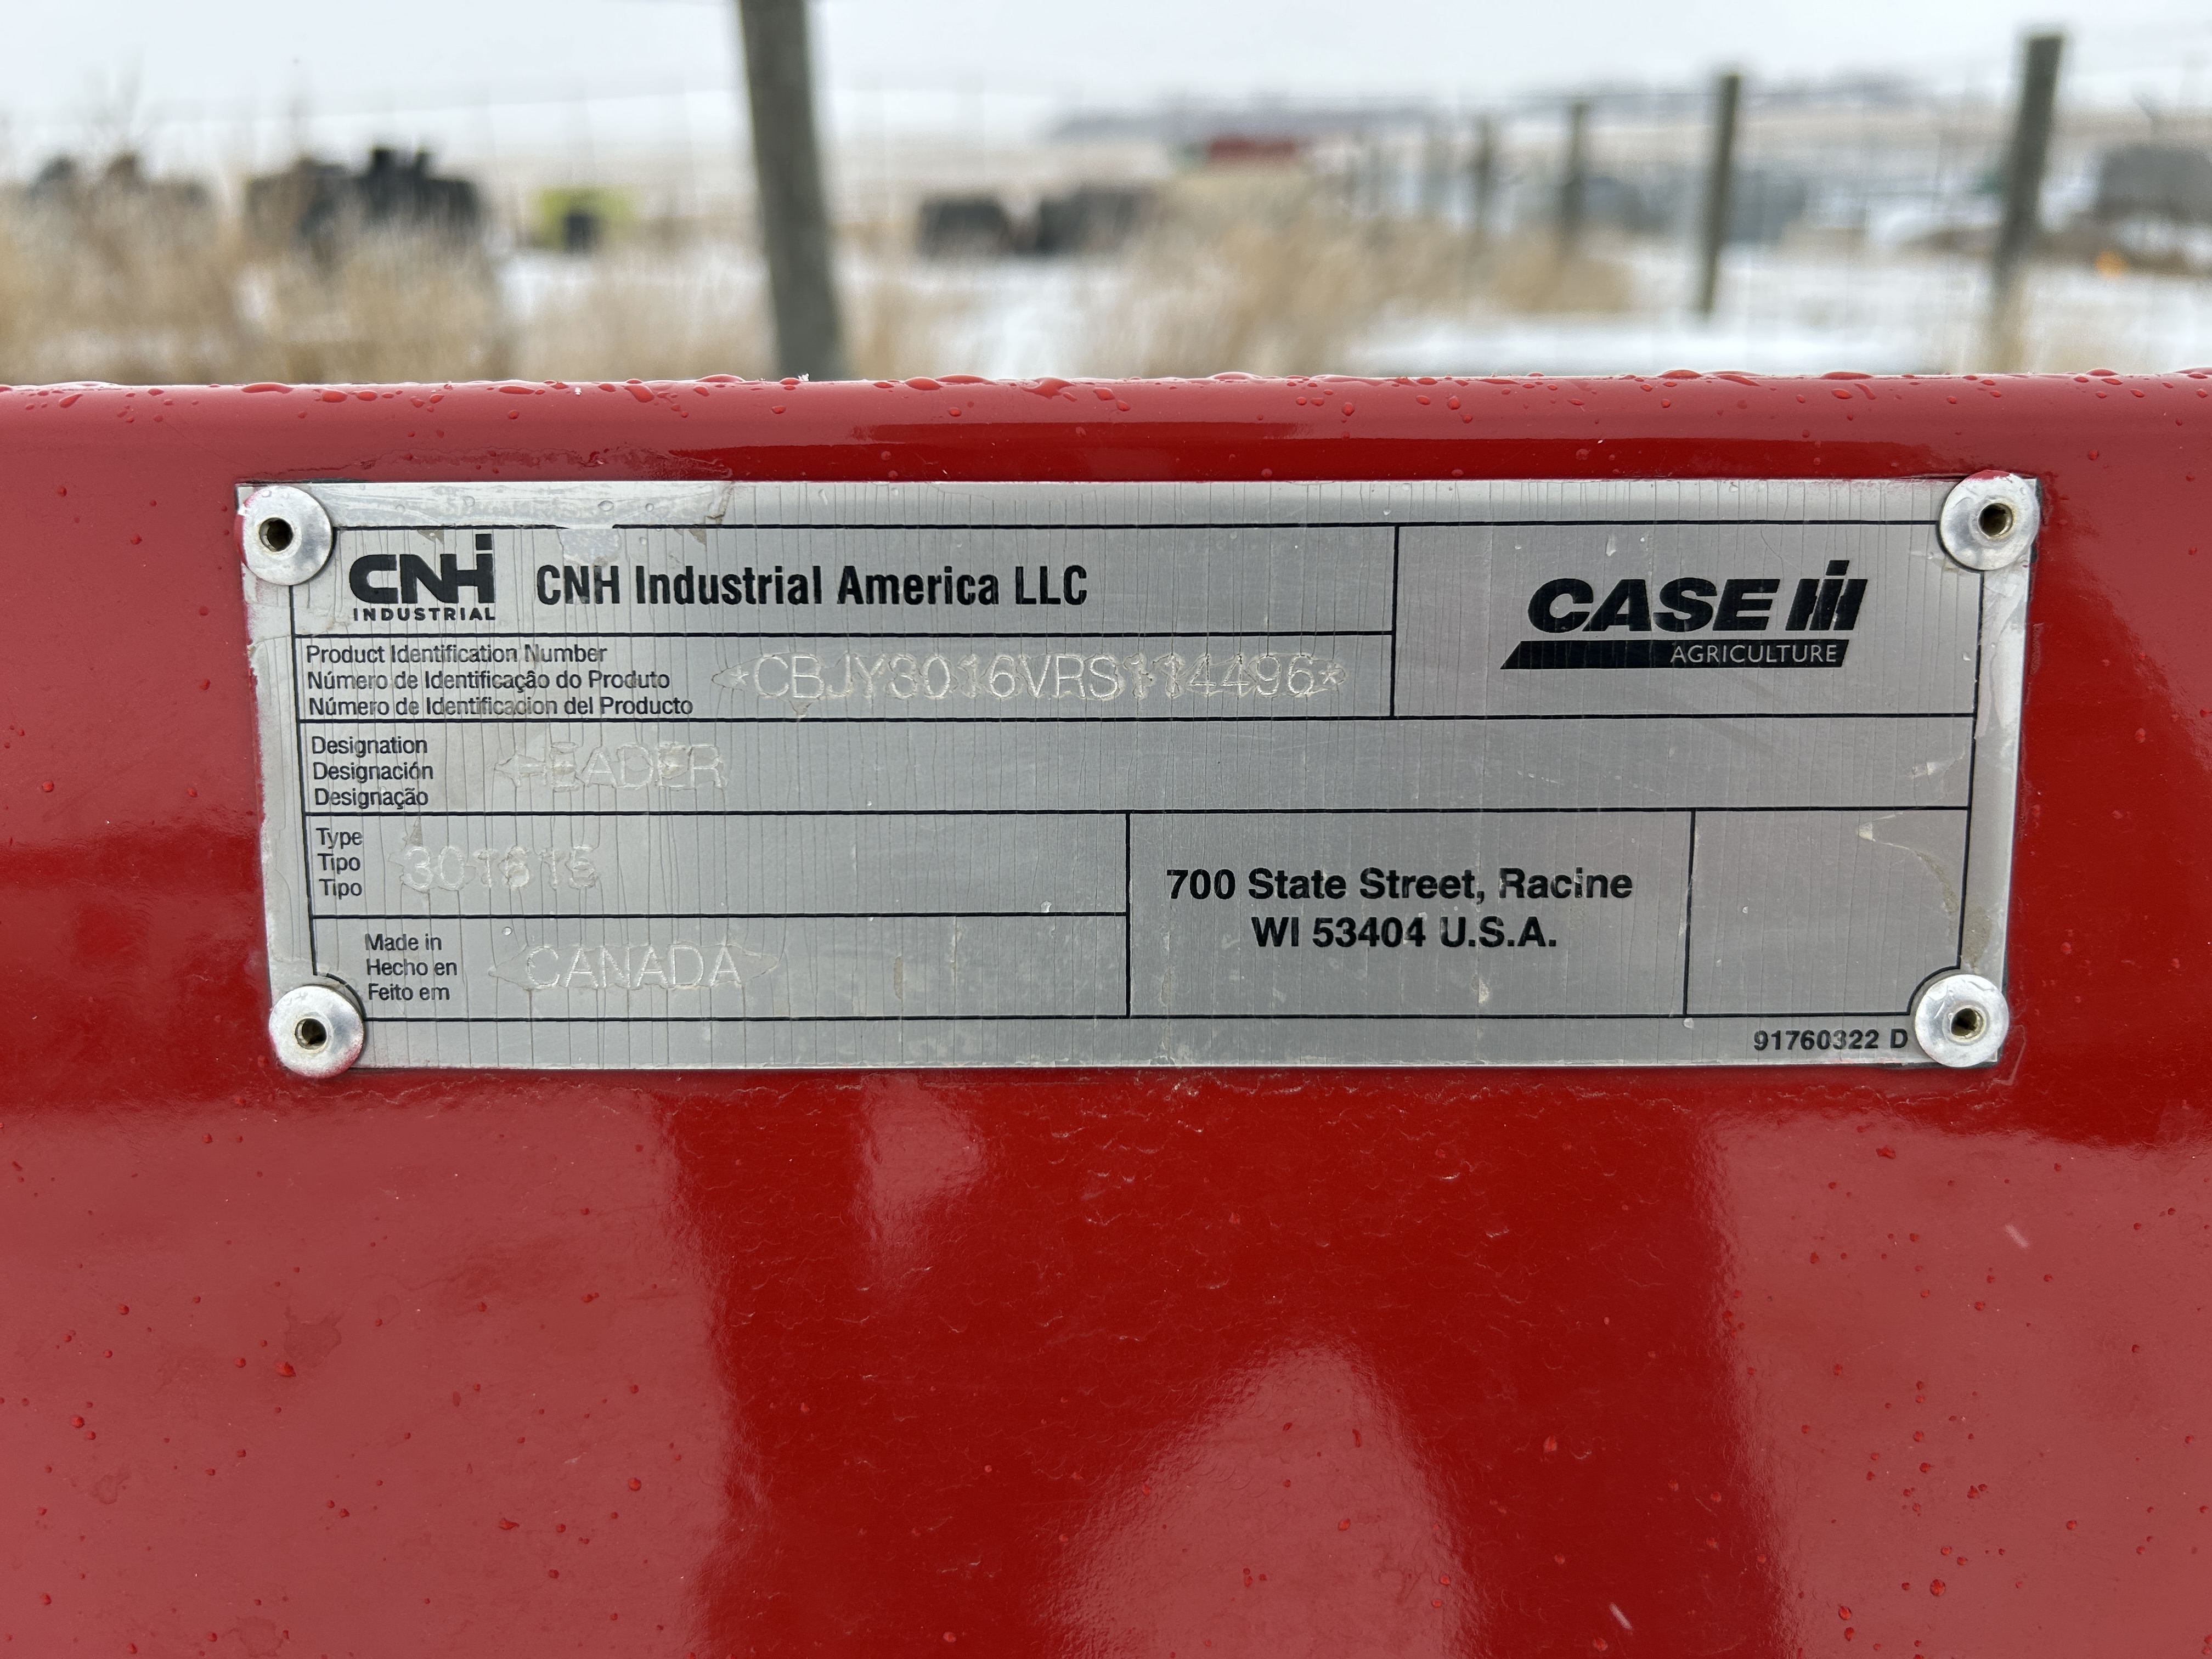 CNH
INDUSTRIAL
CNH Industrial America LLC
CASE IH
AGRICULTURE
Product Identification Number
Número de Identificação do Produto
Número de Identificacion del Producto
*CBJY3016VRS114496*
Designation
Designación
Designação
HEADER
Type
Tipo
Tipo
Made in
Hecho en
Feito em
CANADA
700 State Street, Racine
WI 53404 U.S.A.
91760322 D